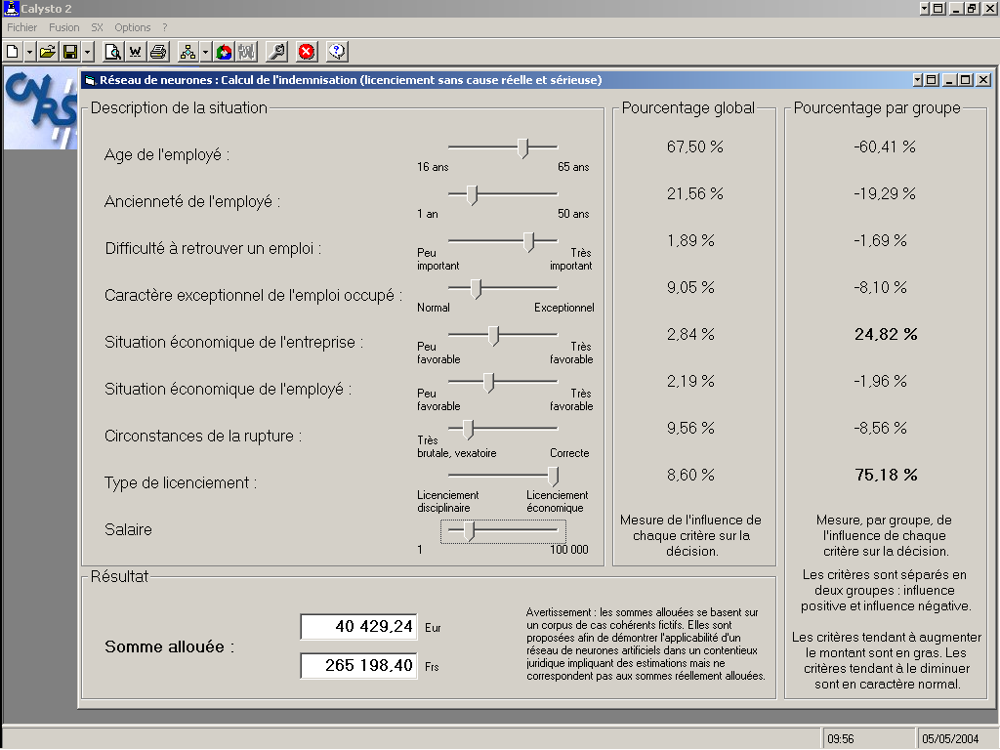 Calysto 2
Fichier Fusion SX Options ?
W
CNRS
Réseau de neurones : Calcul de l'indemnisation (licenciement sans cause réelle et sérieuse)
Description de la situation
Pourcentage global
Pourcentage par groupe
Age de l'employé :
16 ans
65 ans
67,50 %
-60,41 %
Ancienneté de l'employé :
1 an
50 ans
21,56 %
-19,29 %
Difficulté à retrouver un emploi :
Peu
important
Très
important
1,89 %
-1,69 %
Caractère exceptionnel de l'emploi occupé :
Normal
Exceptionnel
9,05 %
-8,10 %
Situation économique de l'entreprise :
Peu
favorable
Très
favorable
2,84 %
24,82 %
Situation économique de l'employé :
Peu
favorable
Très
favorable
2,19 %
-1,96 %
Circonstances de la rupture :
Très
brutale, vexatoire
Correcte
9,56 %
-8,56 %
Type de licenciement :
Licenciement
disciplinaire
Licenciement
économique
8,60 %
75,18 %
Salaire
1
100 000
Mesure de l'influence de
chaque critère sur la
décision.
Mesure, par groupe, de
l'influence de chaque
critère sur la décision.
Les critères sont séparés en
deux groupes : influence
positive et influence négative.
Les critères tendant à augmenter
le montant sont en gras. Les
critères tendant à le diminuer
sont en caractère normal.
Résultat
Somme allouée :
40 429,24 Eur
265 198,40 Frs
Avertissement : les sommes allouées se basent sur
un corpus de cas cohérents fictifs. Elles sont
proposées afin de démontrer l'applicabilité d'un
réseau de neurones artificiels dans un contentieux
juridique impliquant des estimations mais ne
correspondent pas aux sommes réellement allouées.
09:56
05/05/2004